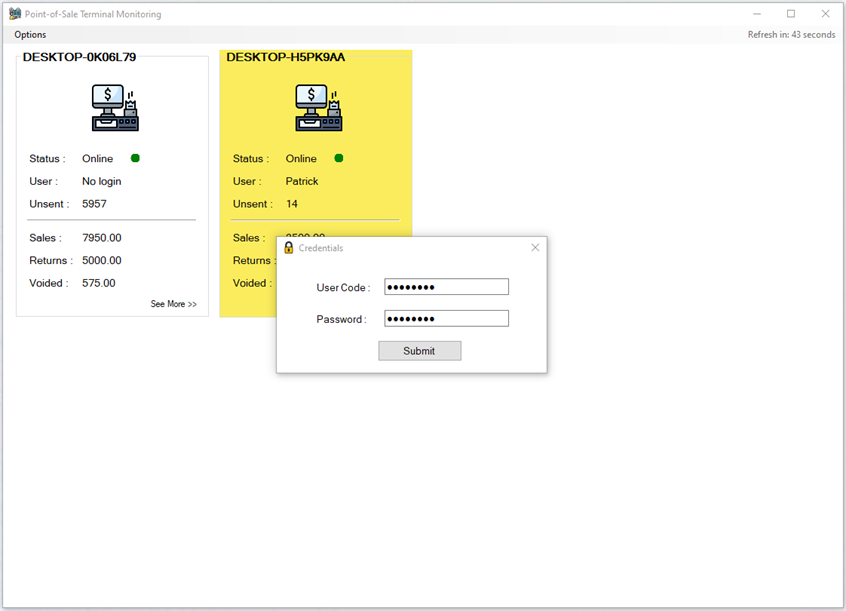 Point-of-Sale Terminal Monitoring
Options
Refresh in: 43 seconds
DESKTOP-0K06L79
Status : Online
User : No login
Unsent : 5957
Sales : 7950.00
Returns : 5000.00
Voided : 575.00
See More >>
DESKTOP-H5PK9AA
Status : Online
User : Patrick
Unsent : 14
Sales :
Returns :
Voided :
Credentials
User Code : ●●●●●●●●
Password : ●●●●●●●●
Submit